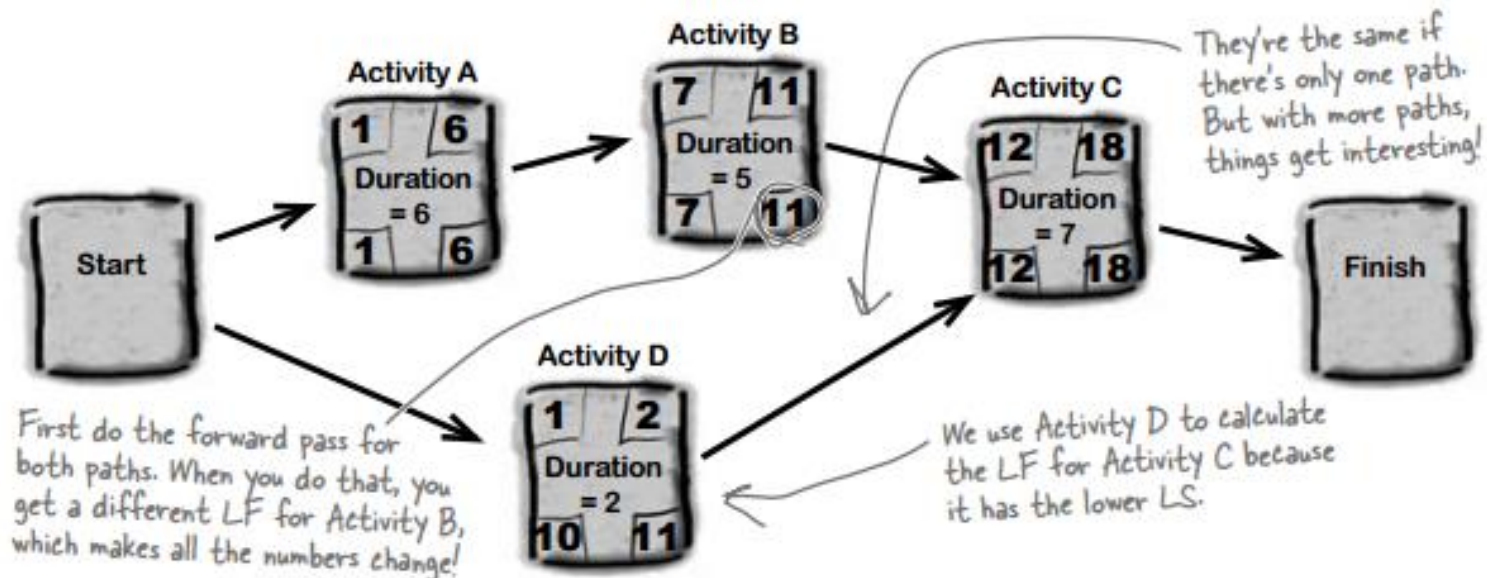 Activity B
They're the same if
there's only one path.
But with more paths,
things get interesting!
Activity A
7 11
Duration
= 5
7 11
Activity C
1 6
Duration
= 6
1 6
12 18
Duration
= 7
12 18
Start
Finish
Activity D
1 2
Duration
= 2
10 11
First do the forward pass for
both paths. When you do that, you
get a different LF for Activity B,
which makes all the numbers change!
We use Activity D to calculate
the LF for Activity C because
it has the lower LS.